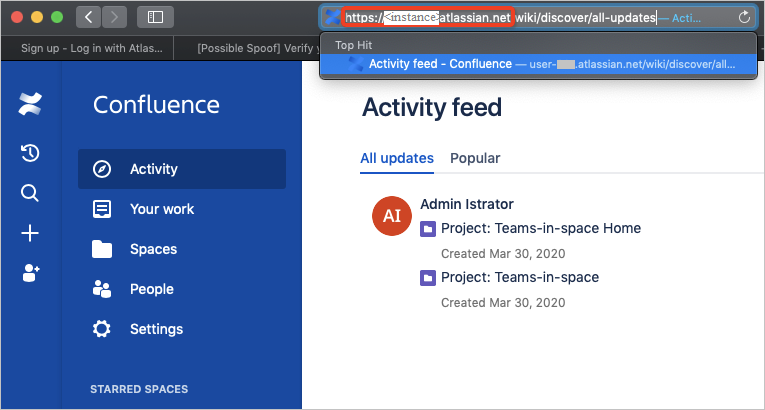 https://<instance>atlassian.net/wiki/discover/all-updates — Acti...
Sign up - Log in with Atlas...
[Possible Spoof] Verify y
Top Hit
Activity feed - Confluence — user- .atlassian.net/wiki/discover/all...
Confluence
Activity feed
All updates
Popular
Activity
Your work
Spaces
People
Settings
STARRED SPACES
AI
Admin Istrator
Project: Teams-in-space Home
Created Mar 30, 2020
Project: Teams-in-space
Created Mar 30, 2020